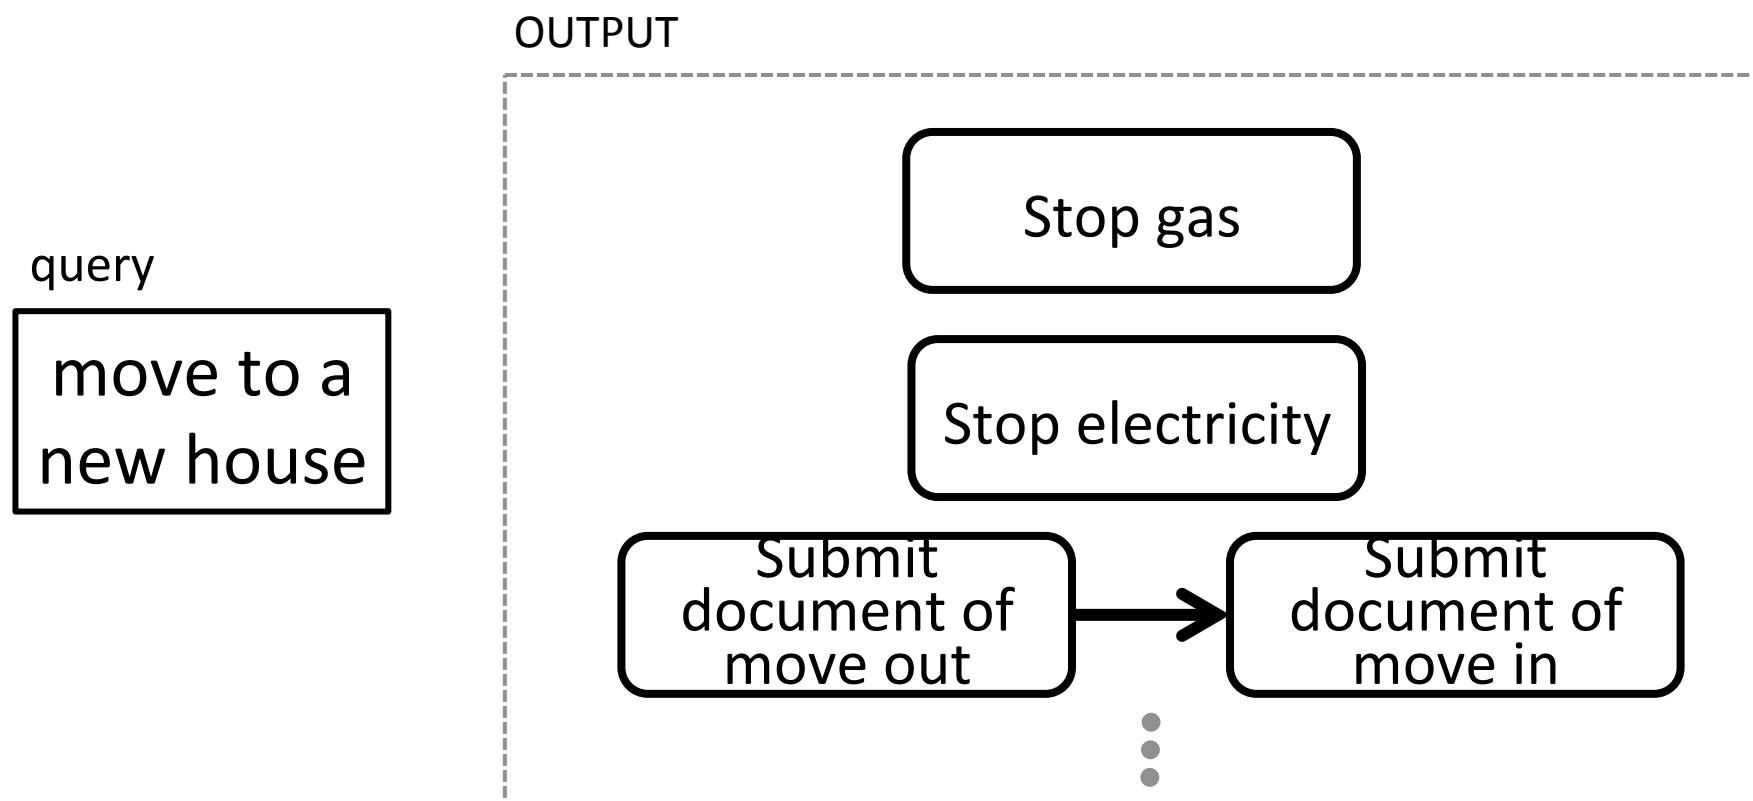 OUTPUT
query
move to a
new house
Stop gas
Stop electricity
Submit
document of
move out
Submit
document of
move in